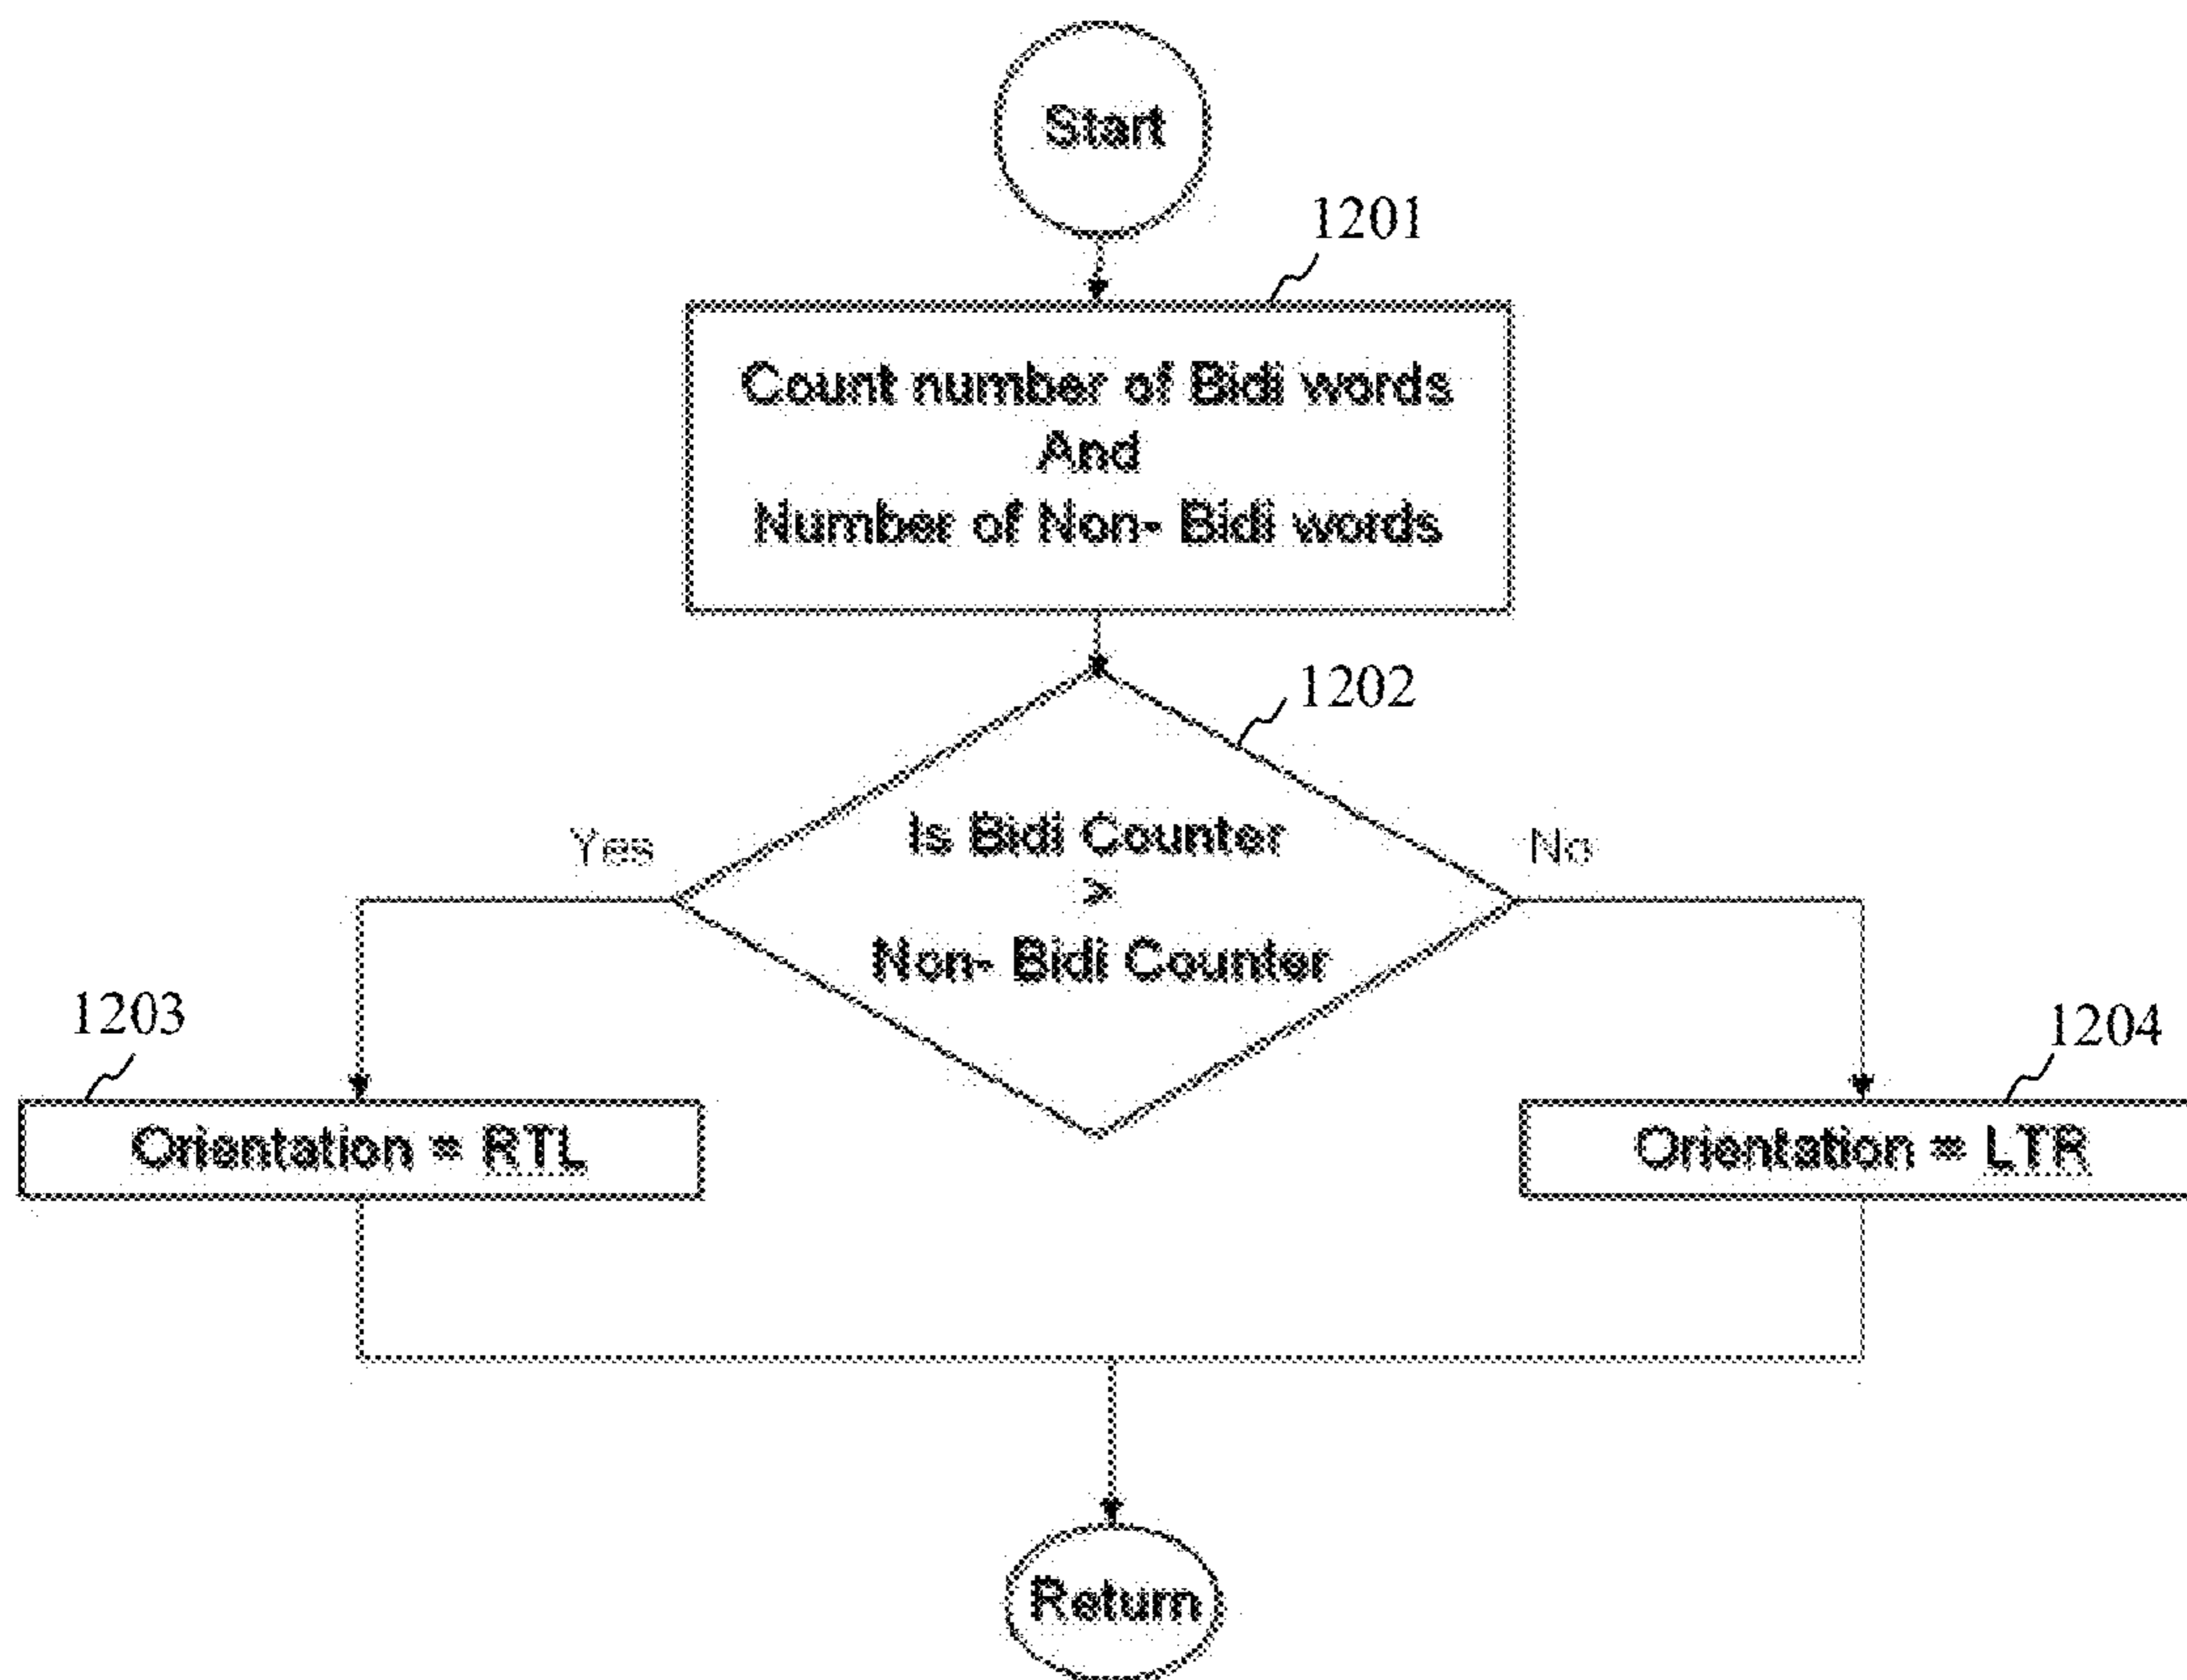 Start
1201
Count number of Bidi words
And
Number of Non- Bidi words
1202
Is Bidi Counter
>
Non- Bidi Counter
Yes
No
1203
Orientation = RTL
1204
Orientation = LTR
Return